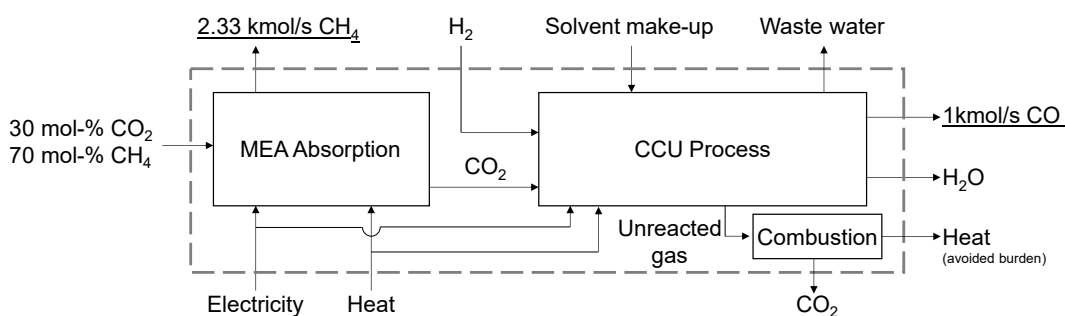 2.33 kmol/s CH₄
H₂
Solvent make-up
Waste water
30 mol-% CO₂
70 mol-% CH₄
MEA Absorption
CO₂
CCU Process
1kmol/s CO
H₂O
Unreacted
gas
Combustion
Heat
(avoided burden)
Electricity
Heat
CO₂